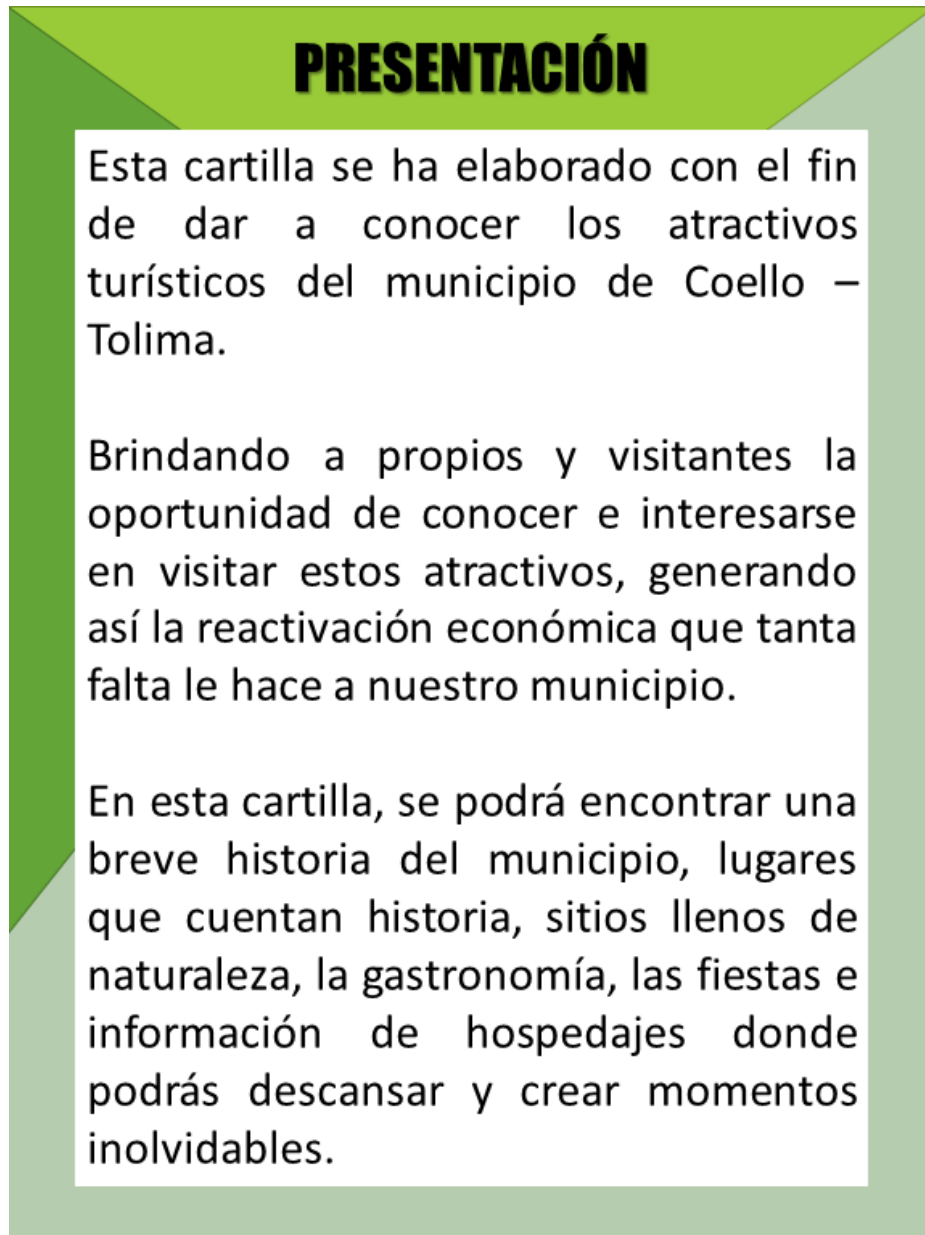 PRESENTACIÓN
Esta cartilla se ha elaborado con el fin
de dar a conocer los atractivos
turísticos del municipio de Coello –
Tolima.
Brindando a propios y visitantes la
oportunidad de conocer e interesarse
en visitar estos atractivos, generando
así la reactivación económica que tanta
falta le hace a nuestro municipio.
En esta cartilla, se podrá encontrar una
breve historia del municipio, lugares
que cuentan historia, sitios llenos de
naturaleza, la gastronomía, las fiestas e
información de hospedajes donde
podrás descansar y crear momentos
inolvidables.